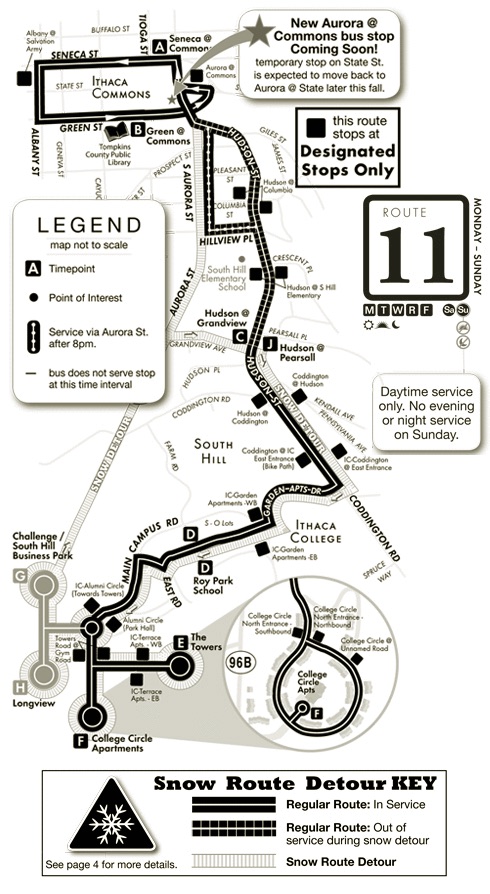 New Aurora @
Commons bus stop
Coming Soon!
temporary stop on State St.
is expected to move back to
Aurora @ State later this fall.
BUFFALO ST
TIOGA ST
Albany @
Salvation
Army
SENECA ST
A Seneca @
Commons
Aurora @
Commons
STATE ST
ITHACA
COMMONS
GREEN ST
B Green @
Commons
Tompkins
County Public
Library
ALBANY ST
GENEVA ST
PROSPECT ST
S AURORA ST
HUDSON ST
GILES ST
JAMES ST
this route
stops at
Designated
Stops Only
PLEASANT
ST
Hudson @
Columbia
COLUMBIA
ST
HILLVIEW PL
ROUTE
11
MONDAY - SUNDAY
M T W R F Sa Su
LEGEND
map not to scale
A Timepoint
Point of Interest
Service via Aurora St.
after 8pm.
bus does not serve stop
at this time interval
South Hill
Elementary
School
CRESCENT PL
Hudson @ S Hill
Elementary
AURORA ST
Hudson @
Grandview
C
PEARSALL PL
J Hudson @
Pearsall
GRANDVIEW AVE
HUDSON ST
HUDSON PL
Coddington
@ Hudson
CODDINGTON RD
Hudson @
Coddington
SNOW DETOUR
KENDALL AVE
PENNSYLVANIA AVE
Daytime service
only. No evening
or night service
on Sunday.
SOUTH
HILL
FARM RD
Coddington @ IC
East Entrance
(Bike Path)
IC-Coddington
@ East Entrance
SNOW DETOUR
IC-Garden
Apartments -WB
GARDEN-APTS-DR
CODDINGTON RD
S - O Lots
ITHACA
COLLEGE
MAIN CAMPUS RD
D
IC-Garden
Apartments -EB
D
Roy Park
School
EAST RD
SPRUCE
WAY
Challenge /
South Hill
Business Park
G
IC-Alumni Circle
(Towards Towers)
Alumni Circle
(Park Hall)
Towers
Road @
Gym
Road
IC-Terrace
Apts - WB
E The
Towers
H
Longview
IC-Terrace
Apts. - EB
F College Circle
Apartments
96B
College Circle
North Entrance -
Southbound
College Circle
North Entrance -
Northbound
College Circle @
Unnamed Road
College
Circle
Apts
F
Snow Route Detour KEY
Regular Route: In Service
Regular Route: Out of
service during snow detour
Snow Route Detour
See page 4 for more details.